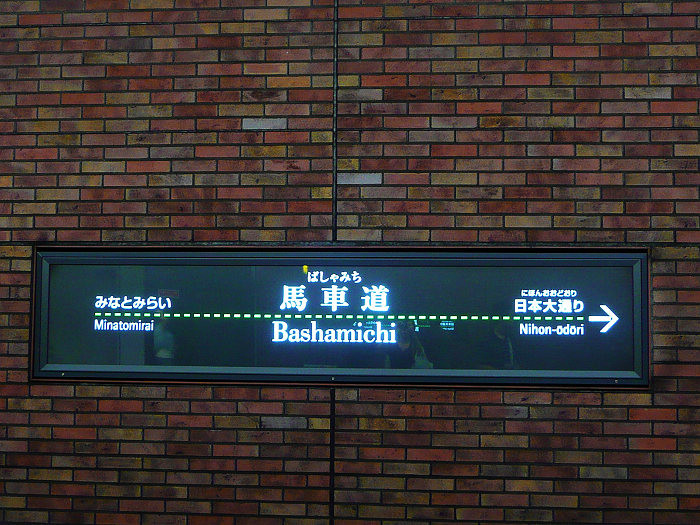 みなとみらい
Minatomirai
ばしゃみち
馬車道
Bashamichi
にほんおおどおり
日本大通り
Nihon-ōdōri